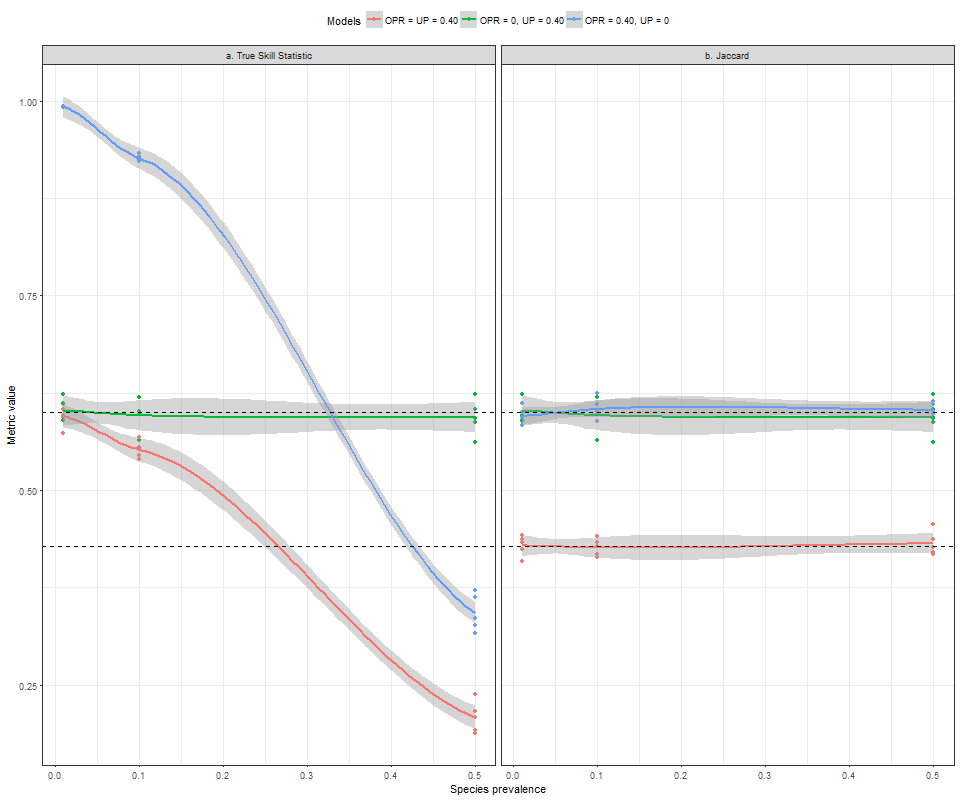 Models OPR = UP = 0.40 OPR = 0, UP = 0.40 OPR = 0.40, UP = 0
a. True Skill Statistic
b. Jaccard
Metric value
1.00
0.75
0.50
0.25
0.0 0.1 0.2 0.3 0.4 0.5
0.0 0.1 0.2 0.3 0.4 0.5
Species prevalence